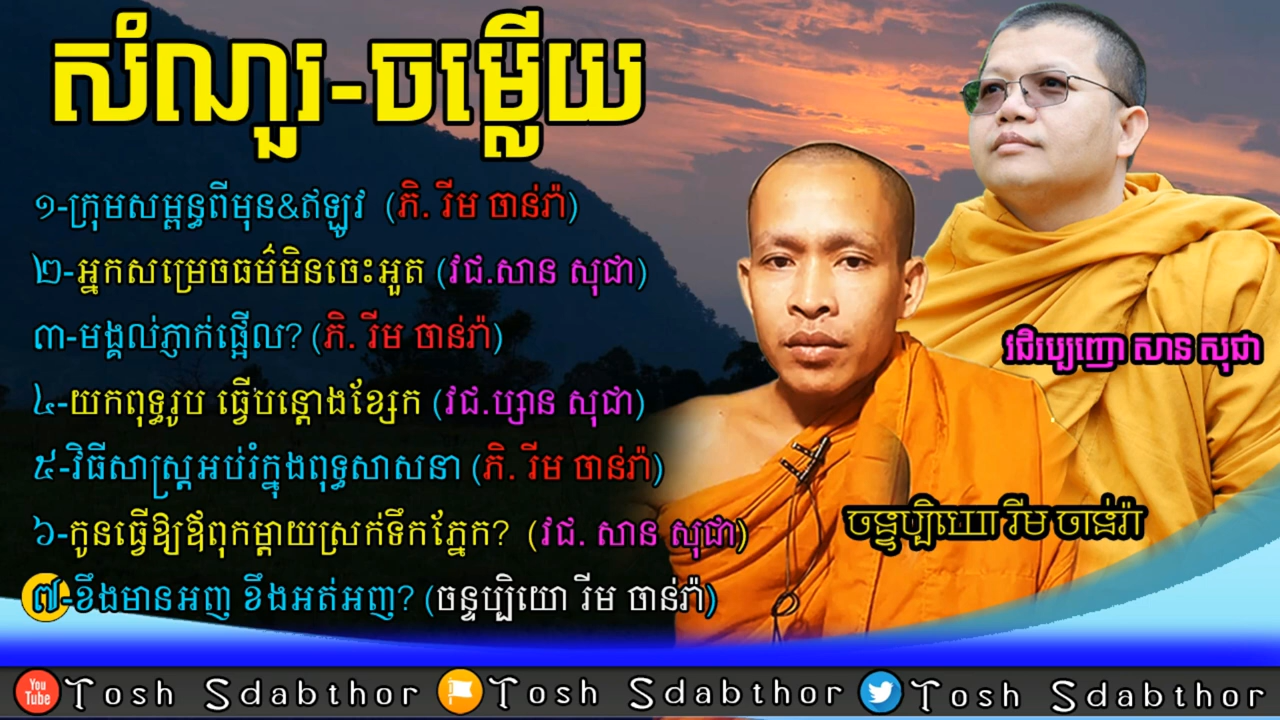 សំណួរ-ចម្លើយ
១-ក្រុមសម្ពន្ធពីមុន&ឥឡូវ (ភិ. រីម ចាន់រ៉ា)
២-អ្នកសម្រេចធម៌មិនចេះអួត (វជ.សាន សុជា)
៣-មង្គល់ភ្ញាក់ផ្អើល? (ភិ. រីម ចាន់រ៉ា)
៤-យកពុទ្ធរូប ធ្វើបន្តោងខ្សែក (វជ.ប្សាន សុជា)
៥-វិធីសាស្ត្រអប់រំក្នុងពុទ្ធសាសនា (ភិ. រីម ចាន់រ៉ា)
៦-កូនធ្វើឱ្យឪពុកម្តាយស្រក់ទឹកភ្នែក? (វជ. សាន សុជា)
៧-ខឹងមានអញ ខឹងអត់អញ? (ចន្ទប្បិយោ រីម ចាន់រ៉ា)
វជិរប្បញោ សាន សុជា
ចន្ទប្បិយោ រីម ចាន់រ៉ា
You Tube Tosh Sdabthor Tosh Sdabthor Tosh Sdabthor